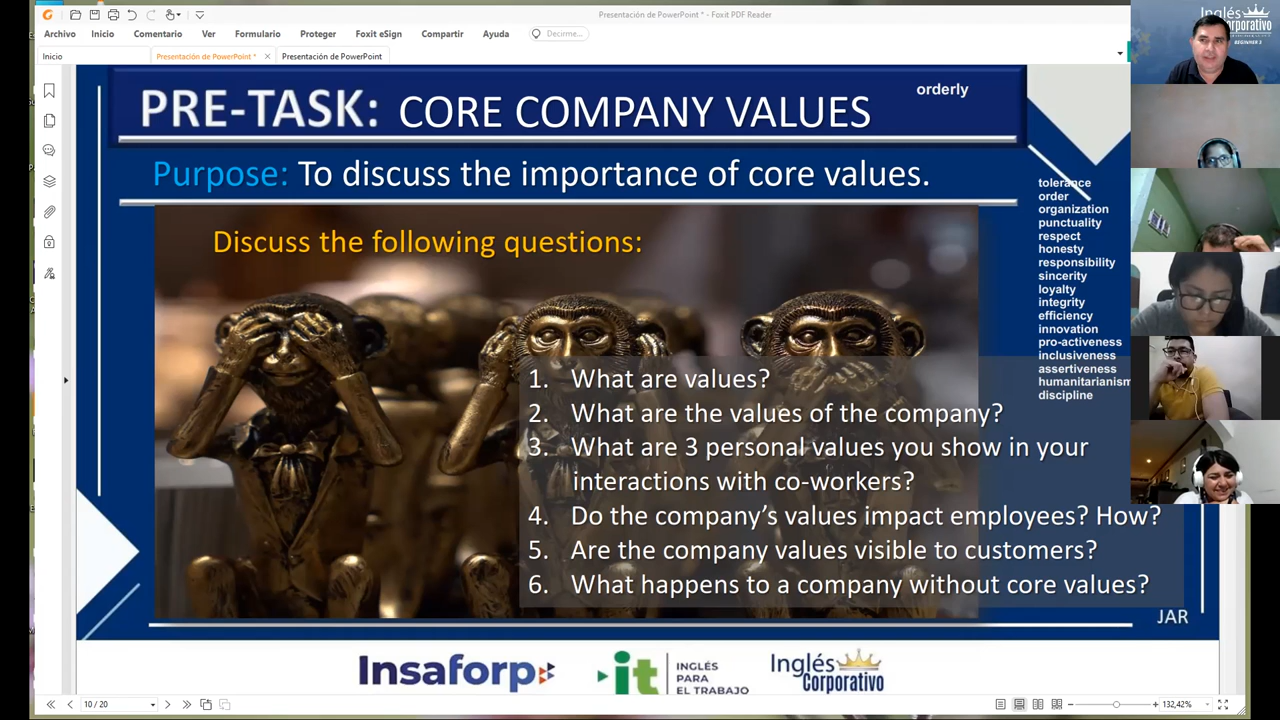 Presentación de PowerPoint * - Foxit PDF Reader
Archivo Inicio Comentario Ver Formulario Proteger Foxit eSign Compartir Ayuda Decirme...
Inicio Presentación de PowerPoint * Presentación de PowerPoint
PRE-TASK: CORE COMPANY VALUES
orderly
Purpose: To discuss the importance of core values.
Discuss the following questions:
1. What are values?
2. What are the values of the company?
3. What are 3 personal values you show in your
interactions with co-workers?
4. Do the company's values impact employees? How?
5. Are the company values visible to customers?
6. What happens to a company without core values?
tolerance
order
organization
punctuality
respect
honesty
responsibility
sincerity
loyalty
integrity
efficiency
innovation
pro-activeness
inclusiveness
assertiveness
humanitarianism
discipline
JAR
Insaforp
it INGLÉS
PARA
EL TRABAJO
Inglés
Corporativo
10 / 20
132,42%
Inglés
Corporativo
BEGINNER 2